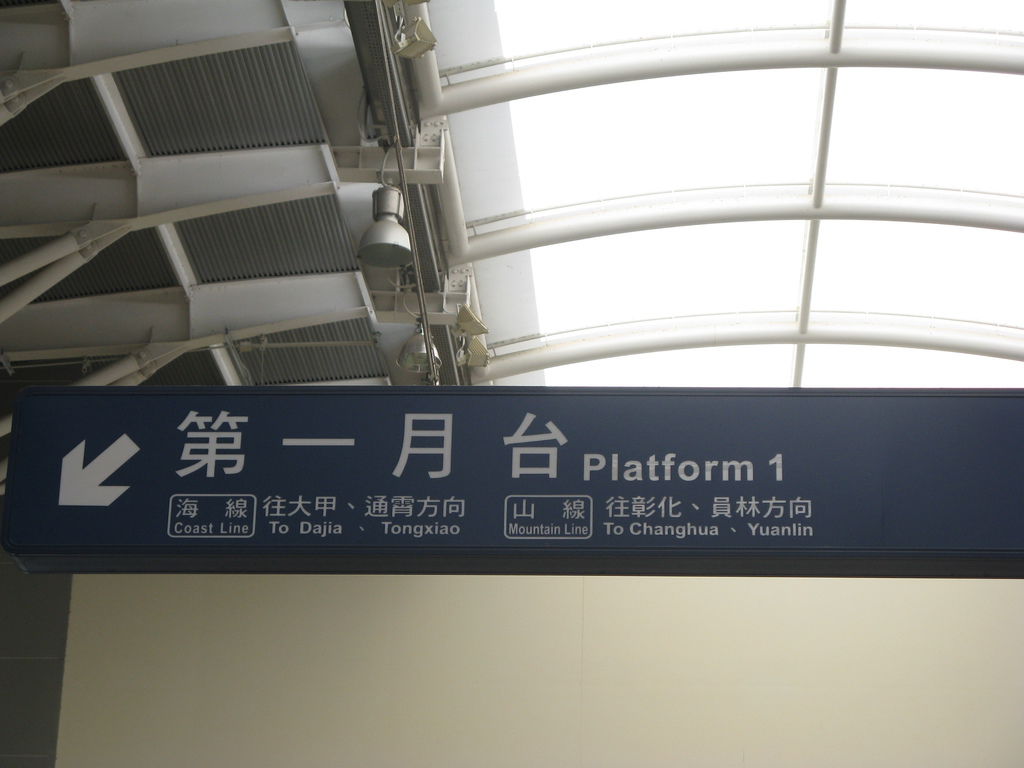 第一月台 Platform 1
海線 往大甲、通霄方向 山線 往彰化、員林方向
Coast Line To Dajia、Tongxiao Mountain Line To Changhua、Yuanlin